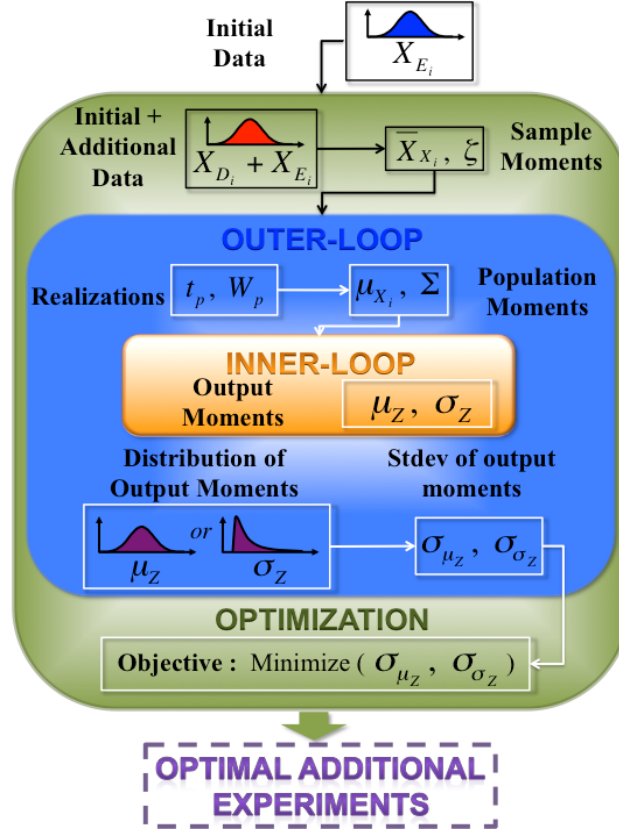 Initial
Data
X_{E_i}
Initial +
Additional
Data
X_{D_i} + X_{E_i}
\overline{X}_{X_i}, ζ
Sample
Moments
OUTER-LOOP
Realizations
t_p, W_p
μ_{X_i}, Σ
Population
Moments
INNER-LOOP
Output
Moments
μ_Z, σ_Z
Distribution of
Output Moments
Stdev of output
moments
μ_Z or σ_Z
σ_{μ_Z}, σ_{σ_Z}
OPTIMIZATION
Objective : Minimize ( σ_{μ_Z}, σ_{σ_Z} )
OPTIMAL ADDITIONAL
EXPERIMENTS